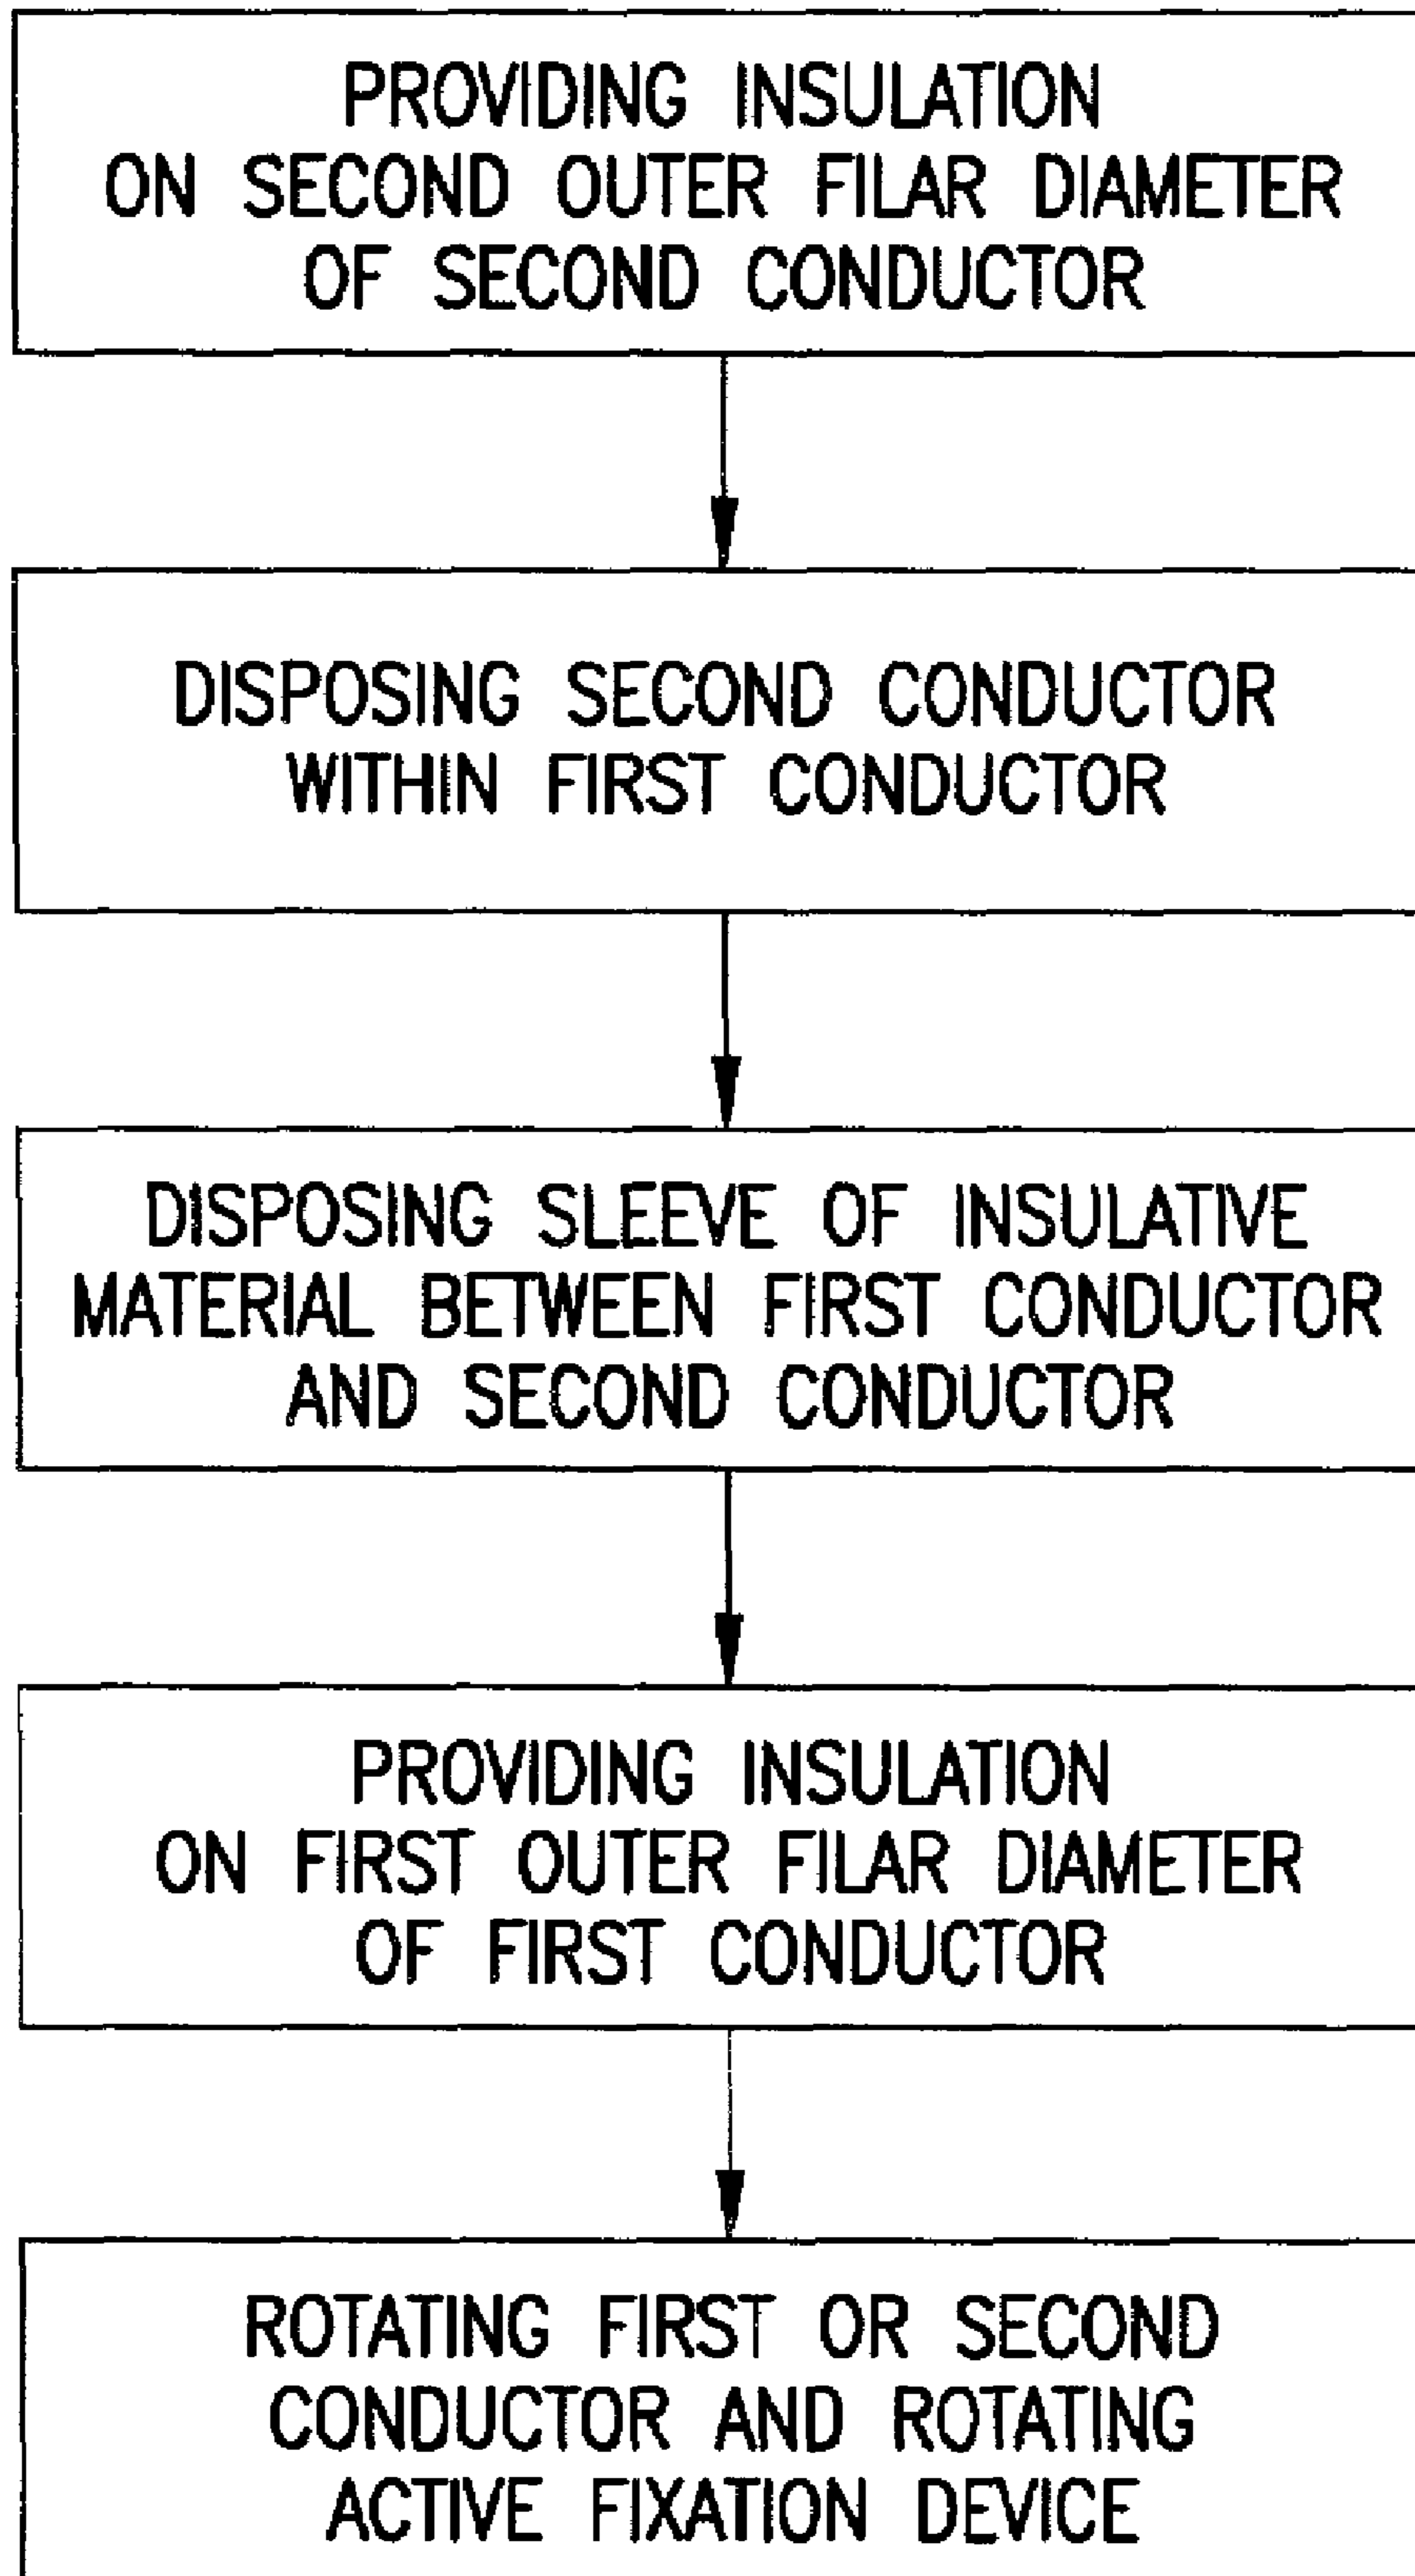 PROVIDING INSULATION
ON SECOND OUTER FILAR DIAMETER
OF SECOND CONDUCTOR
DISPOSING SECOND CONDUCTOR
WITHIN FIRST CONDUCTOR
DISPOSING SLEEVE OF INSULATIVE
MATERIAL BETWEEN FIRST CONDUCTOR
AND SECOND CONDUCTOR
PROVIDING INSULATION
ON FIRST OUTER FILAR DIAMETER
OF FIRST CONDUCTOR
ROTATING FIRST OR SECOND
CONDUCTOR AND ROTATING
ACTIVE FIXATION DEVICE